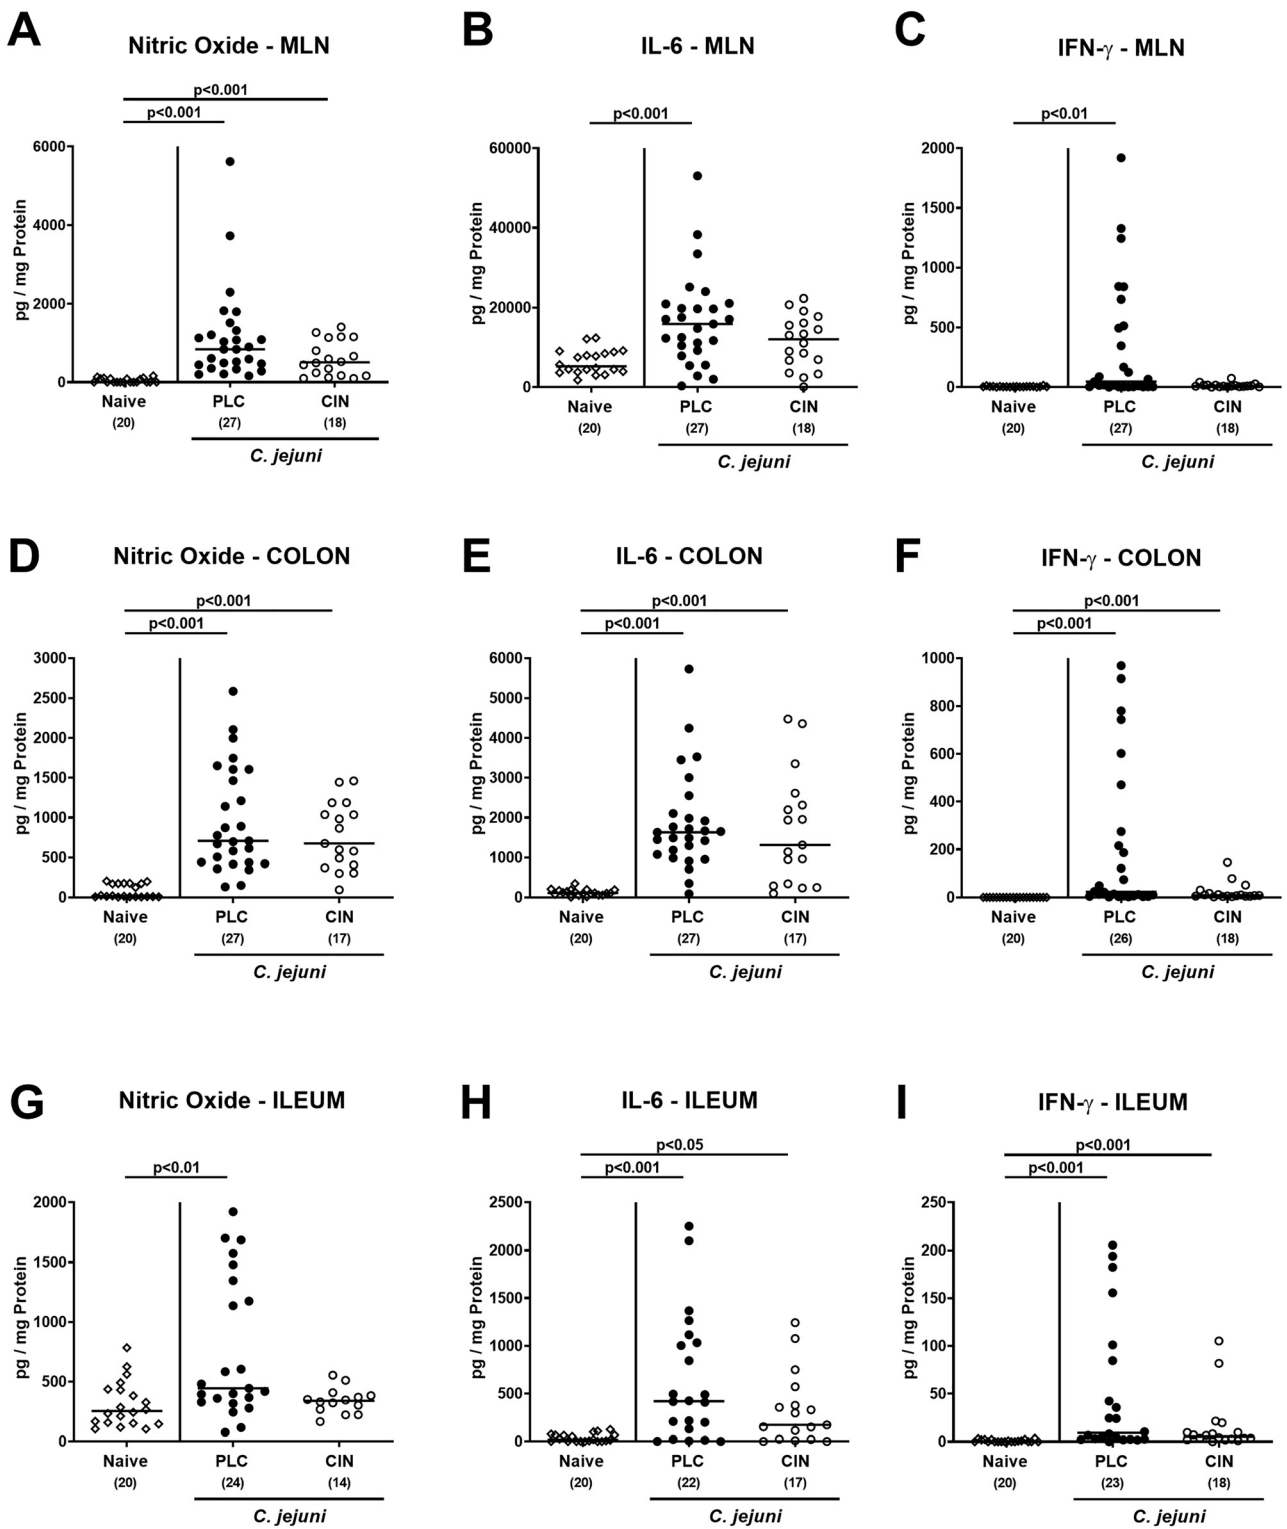 A
Nitric Oxide - MLN
p<0.001
p<0.001
6000
4000
2000
0
pg / mg Protein
Naive PLC CIN
(20) (27) (18)
C. jejuni
B
IL-6 - MLN
p<0.001
60000
40000
20000
0
pg / mg Protein
Naive PLC CIN
(20) (27) (18)
C. jejuni
C
IFN-γ - MLN
p<0.01
2000
1500
1000
500
0
pg / mg Protein
Naive PLC CIN
(20) (27) (18)
C. jejuni
D
Nitric Oxide - COLON
p<0.001
p<0.001
3000
2500
2000
1500
1000
500
0
pg / mg Protein
Naive PLC CIN
(20) (27) (17)
C. jejuni
E
IL-6 - COLON
p<0.001
p<0.001
6000
5000
4000
3000
2000
1000
0
pg / mg Protein
Naive PLC CIN
(20) (27) (17)
C. jejuni
F
IFN-γ - COLON
p<0.001
p<0.001
1000
800
600
400
200
0
pg / mg Protein
Naive PLC CIN
(20) (26) (18)
C. jejuni
G
Nitric Oxide - ILEUM
p<0.01
2000
1500
1000
500
0
pg / mg Protein
Naive PLC CIN
(20) (24) (14)
C. jejuni
H
IL-6 - ILEUM
p<0.05
p<0.001
2500
2000
1500
1000
500
0
pg / mg Protein
Naive PLC CIN
(20) (22) (17)
C. jejuni
I
IFN-γ - ILEUM
p<0.001
p<0.001
250
200
150
100
50
0
pg / mg Protein
Naive PLC CIN
(20) (23) (18)
C. jejuni